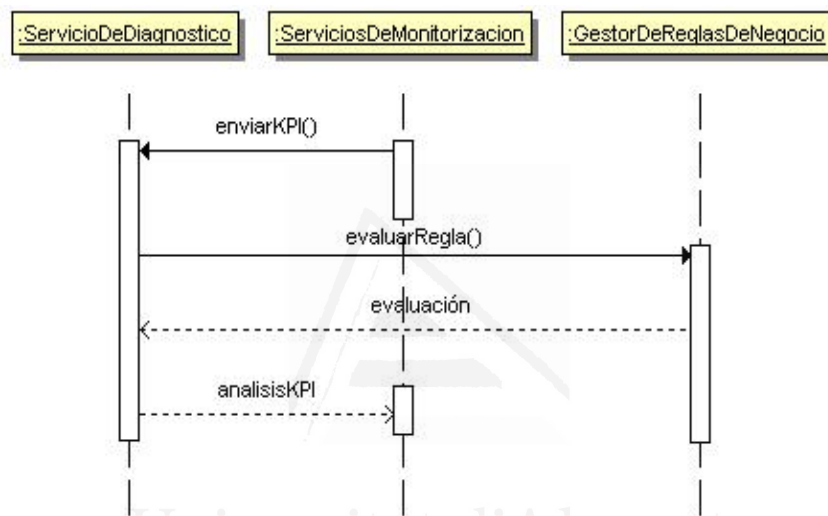 :ServicioDeDiagnostico
:ServiciosDeMonitorizacion
:GestorDeReglasDeNegocio
enviarKPI()
evaluarRegla()
evaluación
analisisKPI